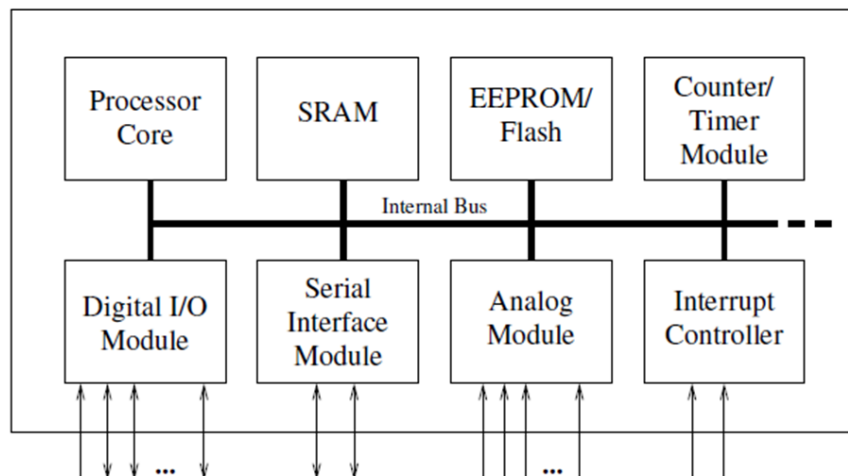 Processor
Core
SRAM
EEPROM/
Flash
Counter/
Timer
Module
Internal Bus
Digital I/O
Module
Serial
Interface
Module
Analog
Module
Interrupt
Controller
...
...